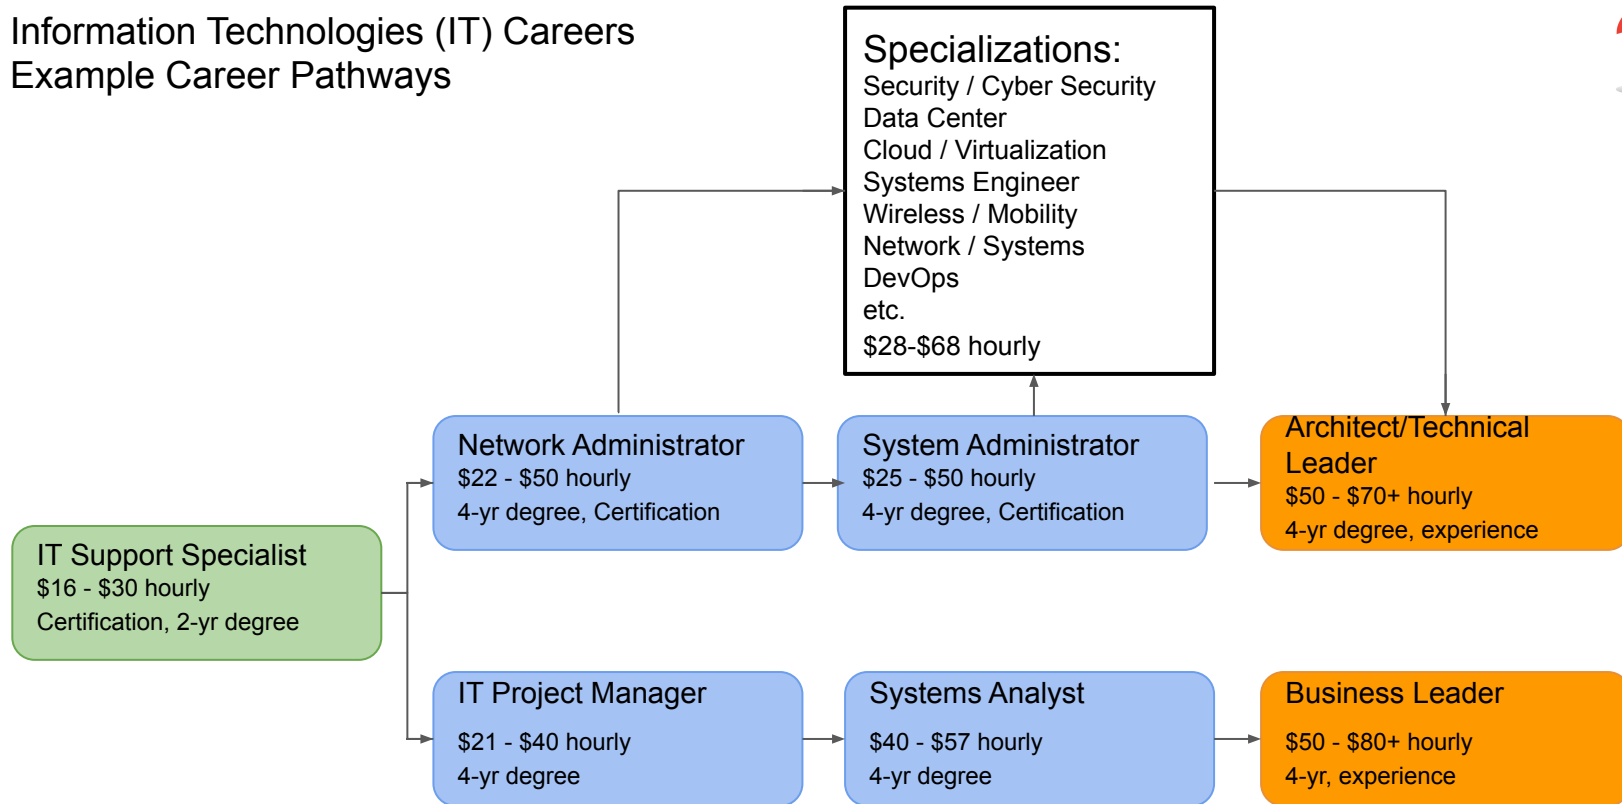 Information Technologies (IT) Careers
Example Career Pathways
Specializations:
Security / Cyber Security
Data Center
Cloud / Virtualization
Systems Engineer
Wireless / Mobility
Network / Systems
DevOps
etc.
$28-$68 hourly
Network Administrator
$22 - $50 hourly
4-yr degree, Certification
System Administrator
$25 - $50 hourly
4-yr degree, Certification
Architect/Technical
Leader
$50 - $70+ hourly
4-yr degree, experience
IT Support Specialist
$16 - $30 hourly
Certification, 2-yr degree
IT Project Manager
$21 - $40 hourly
4-yr degree
Systems Analyst
$40 - $57 hourly
4-yr degree
Business Leader
$50 - $80+ hourly
4-yr, experience